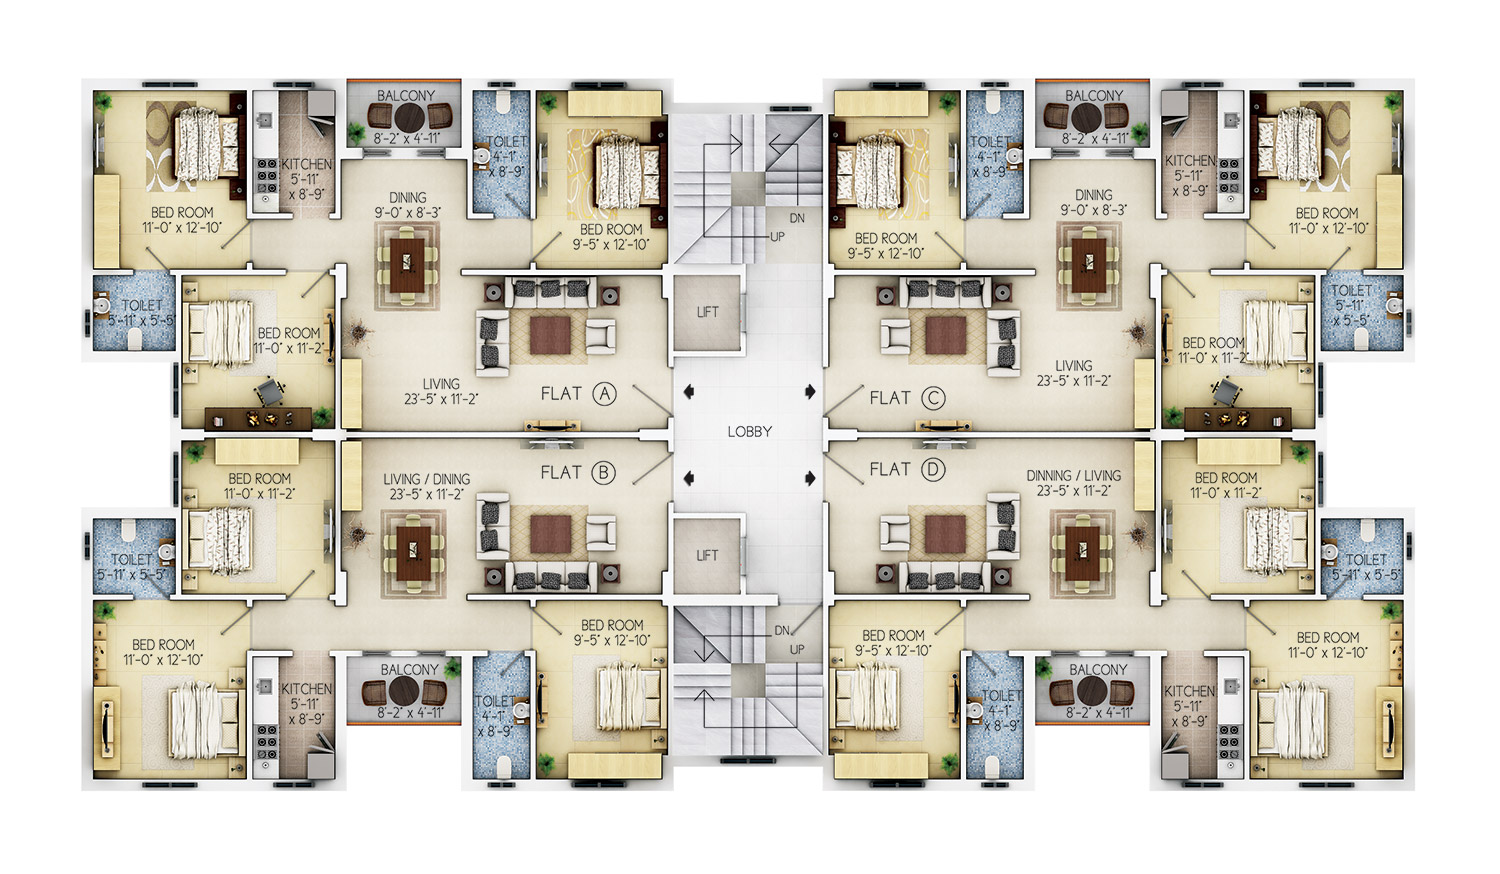 BALCONY
8'-2" x 4'-11"
KITCHEN
5'-11"
x 8'-9"
TOILET
4'-1"
x 8'-9"
BED ROOM
11'-0" x 12'-10"
DINING
9'-0" x 8'-3"
BED ROOM
9'-5" x 12'-10"
TOILET
5'-11" x 5'-5"
BED ROOM
11'-0" x 11'-2"
LIVING
23'-5" x 11'-2"
FLAT A
UP
DN
LIFT
LOBBY
BALCONY
8'-2" x 4'-11"
TOILET
4'-1"
x 8'-9"
KITCHEN
5'-11"
x 8'-9"
BED ROOM
9'-5" x 12'-10"
DINING
9'-0" x 8'-3"
BED ROOM
11'-0" x 12'-10"
TOILET
5'-11"
x 5'-5"
BED ROOM
11'-0" x 11'-2"
LIVING
23'-5" x 11'-2"
FLAT C
BED ROOM
11'-0" x 11'-2"
LIVING / DINING
23'-5" x 11'-2"
FLAT B
TOILET
5'-11" x 5'-5"
BED ROOM
11'-0" x 12'-10"
BED ROOM
9'-5" x 12'-10"
KITCHEN
5'-11"
x 8'-9"
BALCONY
8'-2" x 4'-11"
TOILET
4'-1"
x 8'-9"
LIFT
DN
UP
FLAT D
DINNING / LIVING
23'-5" x 11'-2"
BED ROOM
11'-0" x 11'-2"
TOILET
5'-11" x 5'-5"
BED ROOM
9'-5" x 12'-10"
BED ROOM
11'-0" x 12'-10"
TOILET
4'-1"
x 8'-9"
BALCONY
8'-2" x 4'-11"
KITCHEN
5'-11"
x 8'-9"